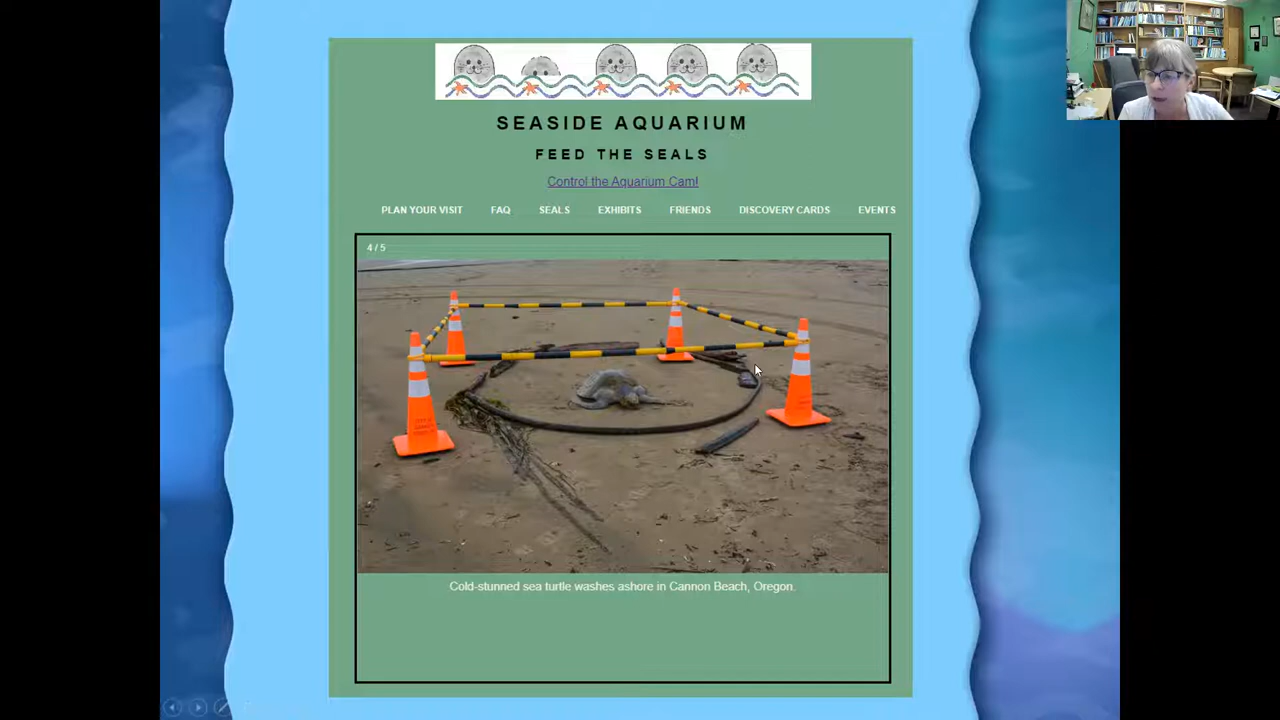 SEASIDE AQUARIUM
FEED THE SEALS
Control the Aquarium Cam!
PLAN YOUR VISIT FAQ SEALS EXHIBITS FRIENDS DISCOVERY CARDS EVENTS
4 / 5
Cold-stunned sea turtle washes ashore in Cannon Beach, Oregon.